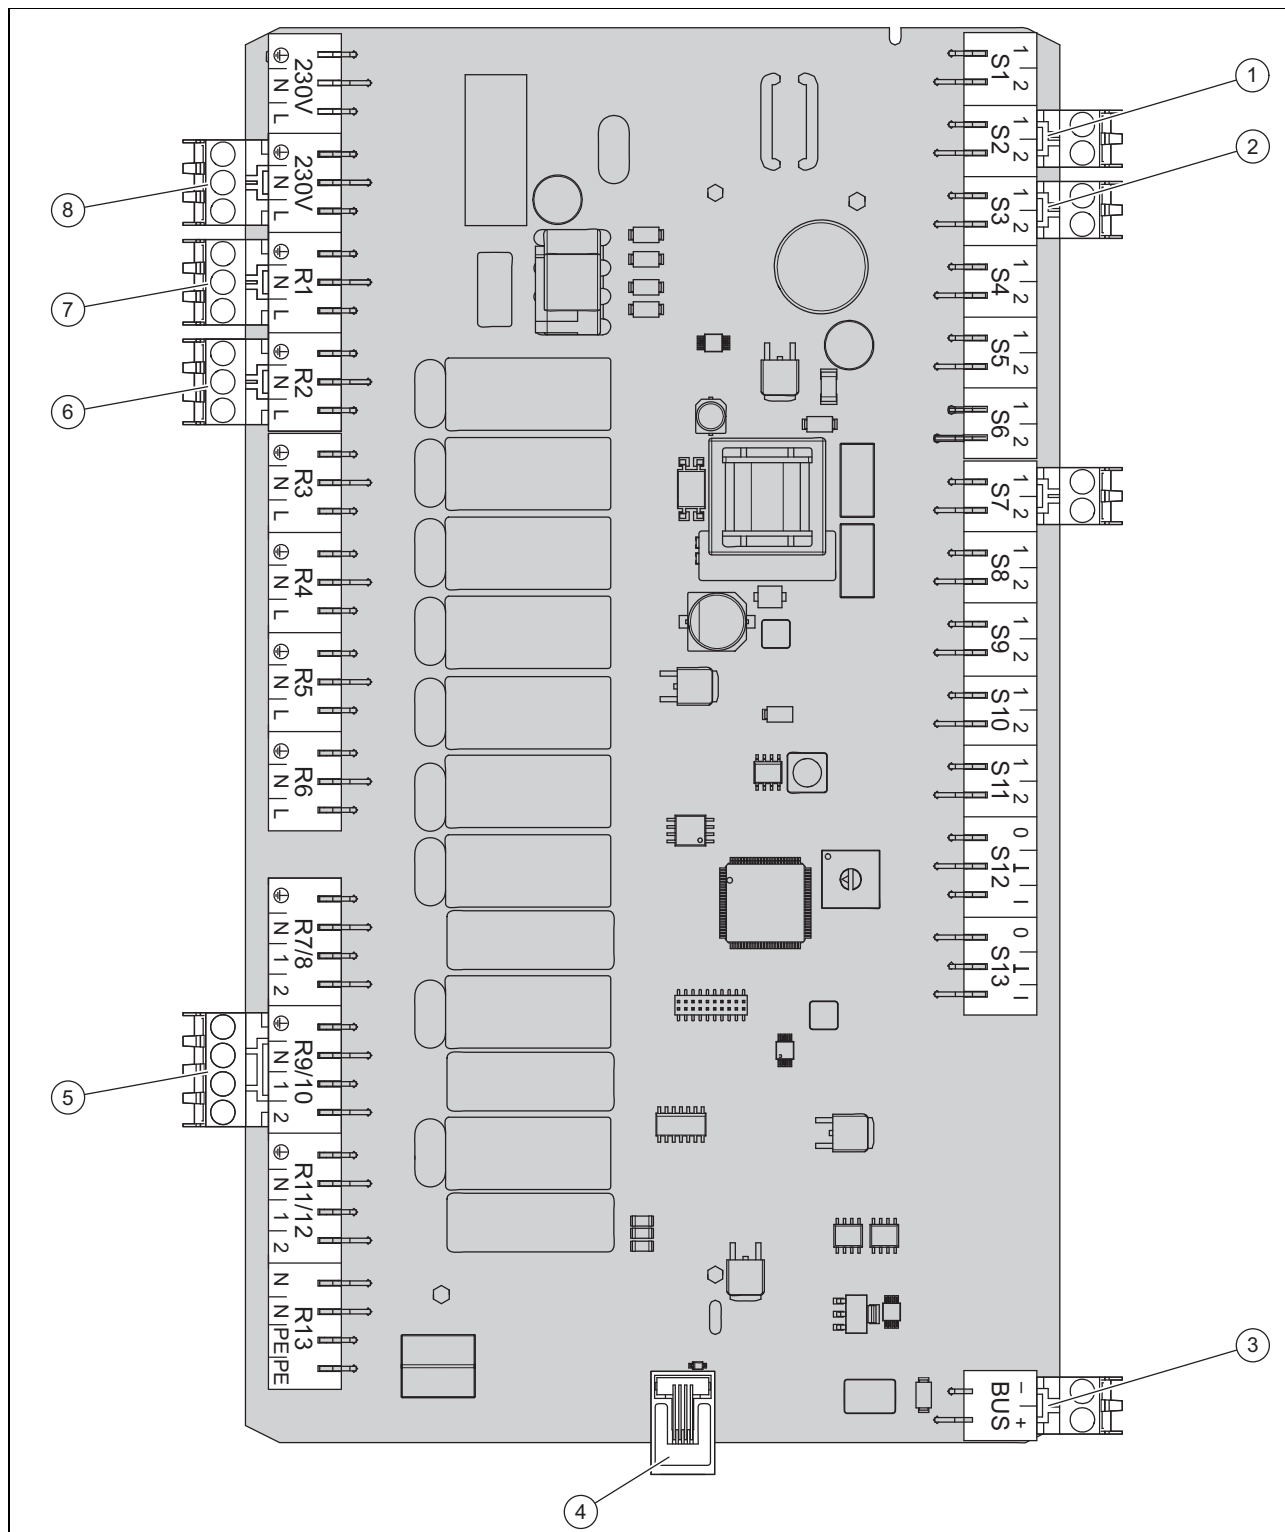 ⏚ N L
230V
⏚ N L
230V
⏚ N L
R1
⏚ N L
R2
⏚ N L
R3
⏚ N L
R4
⏚ N L
R5
⏚ N L
R6
⏚ N 1 2
R7/8
⏚ N 1 2
R9/10
⏚ N 1 2
R11/12
N N PE PE
R13
1 2
S1
1 2
S2
1 2
S3
1 2
S4
1 2
S5
1 2
S6
1 2
S7
1 2
S8
1 2
S9
1 2
S10
1 2
S11
0 ⊥ I
S12
0 ⊥ I
S13
− +
BUS
1
2
3
4
5
6
7
8